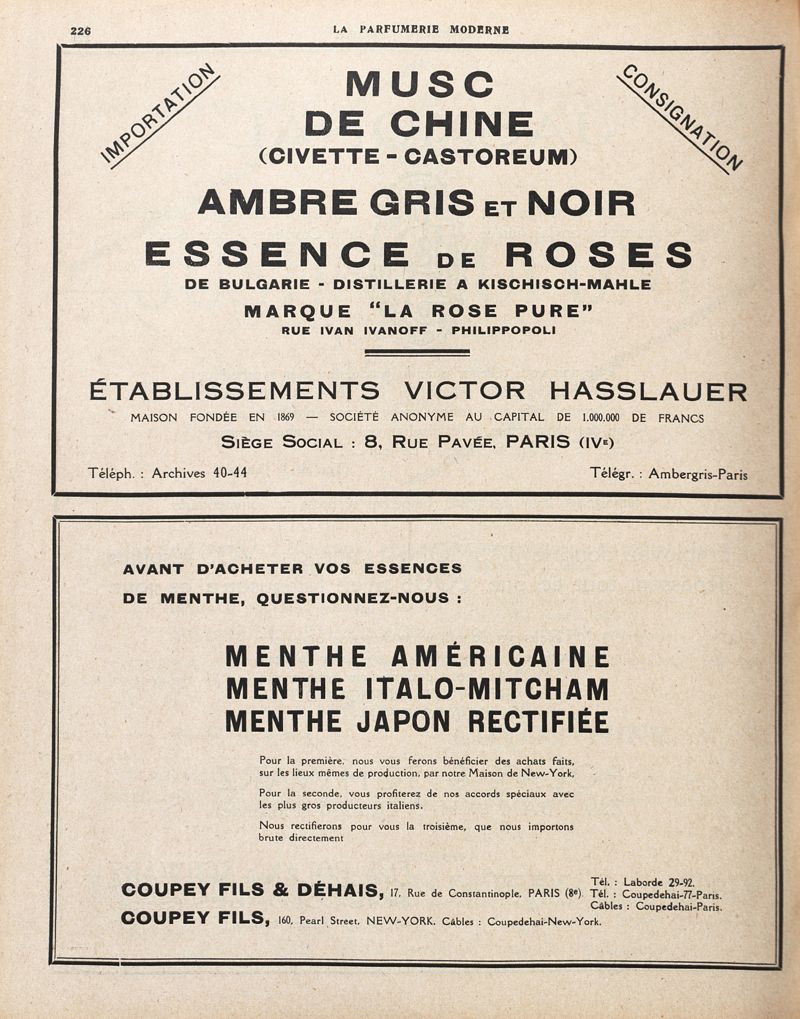 226
LA PARFUMERIE MODERNE
IMPORTATION
CONSIGNATION
MUSC
DE CHINE
(CIVETTE - CASTOREUM)
AMBRE GRIS ET NOIR
ESSENCE DE ROSES
DE BULGARIE - DISTILLERIE A KISCHISCH-MAHLE
MARQUE “LA ROSE PURE”
RUE IVAN IVANOFF - PHILIPPOPOLI
ÉTABLISSEMENTS VICTOR HASSLAUER
MAISON FONDÉE EN 1869 — SOCIÉTÉ ANONYME AU CAPITAL DE 1.000.000 DE FRANCS
SIÈGE SOCIAL : 8, RUE PAVÉE, PARIS (IVE)
Téléph. : Archives 40-44
Télégr. : Ambergris-Paris
AVANT D'ACHETER VOS ESSENCES
DE MENTHE, QUESTIONNEZ-NOUS :
MENTHE AMÉRICAINE
MENTHE ITALO-MITCHAM
MENTHE JAPON RECTIFIÉE
Pour la première, nous vous ferons bénéficier des achats faits,
sur les lieux mêmes de production, par notre Maison de New-York,
Pour la seconde, vous profiterez de nos accords spéciaux avec
les plus gros producteurs italiens.
Nous rectifierons pour vous la troisième, que nous importons
brute directement
COUPEY FILS & DÉHAIS, 17, Rue de Constantinople, PARIS (8e).
Tél. : Laborde 29-92.
Tél. : Coupedehai-77-Paris.
Câbles : Coupedehai-Paris.
COUPEY FILS, 160, Pearl Street, NEW-YORK. Câbles : Coupedehai-New-York.